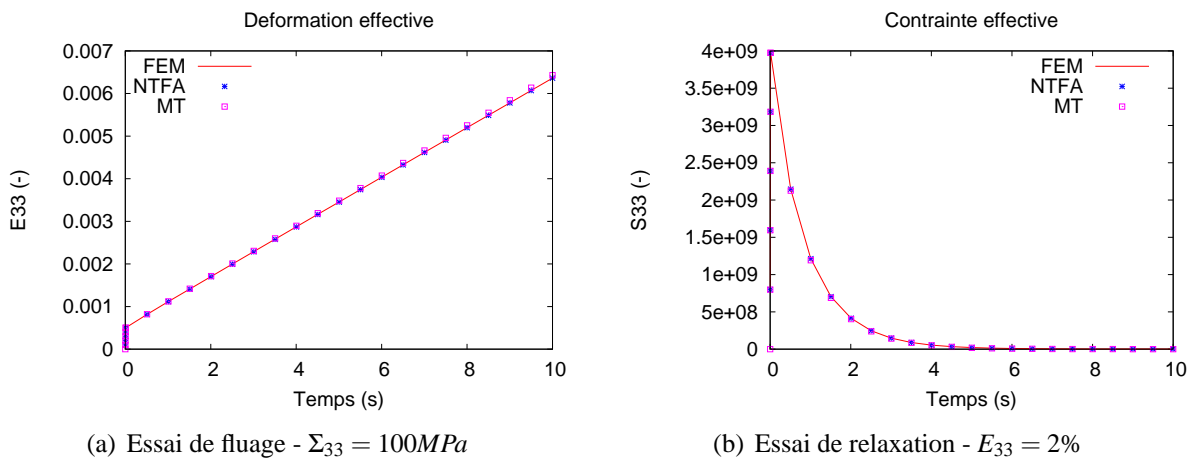 Deformation effective
0.007
0.006
0.005
0.004
0.003
0.002
0.001
0
E33 (-)
FEM
NTFA
MT
0 2 4 6 8 10
Temps (s)
(a) Essai de fluage - Σ33 = 100MPa
Contrainte effective
4e+09
3.5e+09
3e+09
2.5e+09
2e+09
1.5e+09
1e+09
5e+08
0
S33 (-)
FEM
NTFA
MT
0 2 4 6 8 10
Temps (s)
(b) Essai de relaxation - E33 = 2%